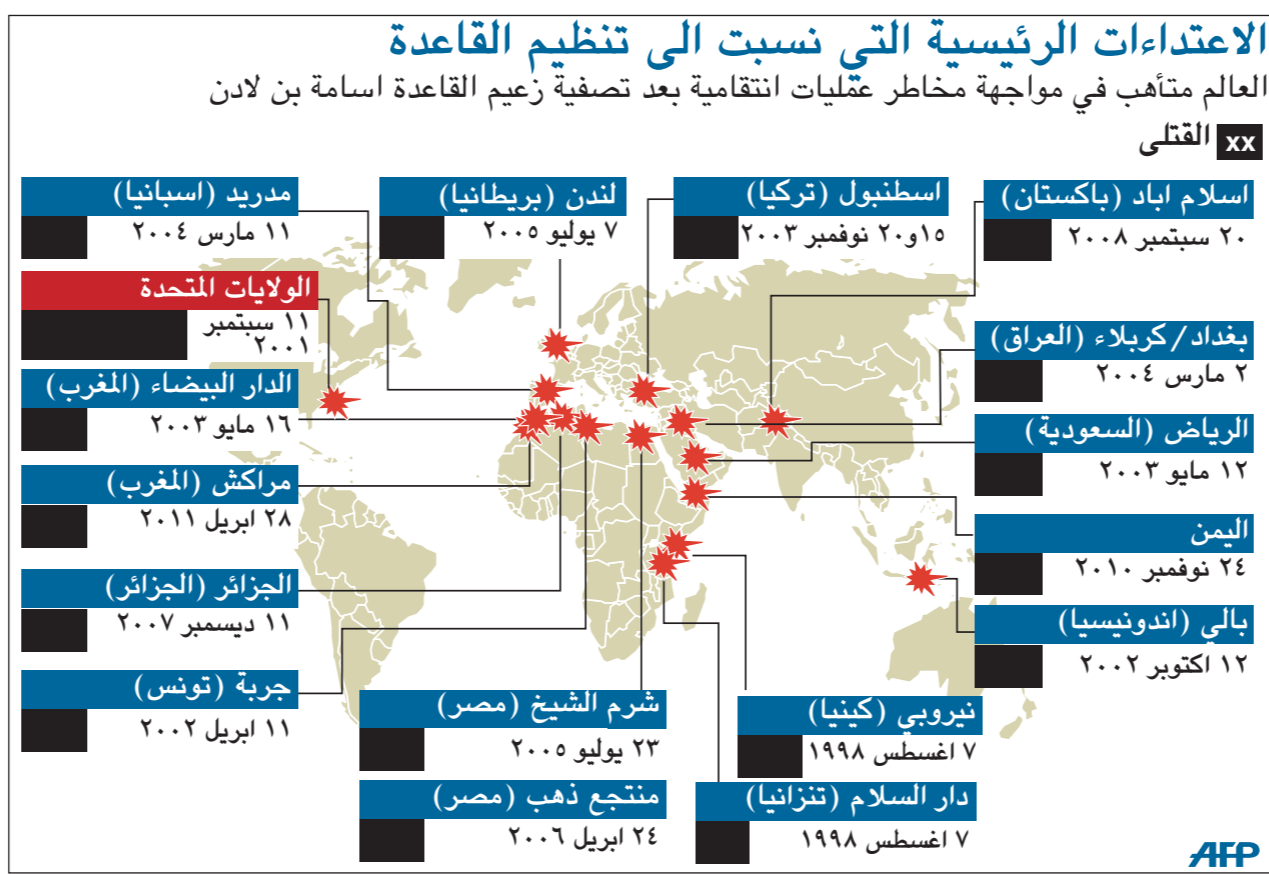 الاعتداءات الرئيسية التي نسبت الى تنظيم القاعدة
العالم متأهب في مواجهة مخاطر عمليات انتقامية بعد تصفية زعيم القاعدة اسامة بن لادن
xx القتلى
اسلام اباد (باكستان)
٢٠ سبتمبر ٢٠٠٨
اسطنبول (تركيا)
١٥و٢٠ نوفمبر ٢٠٠٣
لندن (بريطانيا)
٧ يوليو ٢٠٠٥
مدريد (اسبانيا)
١١ مارس ٢٠٠٤
الولايات المتحدة
١١ سبتمبر
٢٠٠١
بغداد/كربلاء (العراق)
٢ مارس ٢٠٠٤
الدار البيضاء (المغرب)
١٦ مايو ٢٠٠٣
الرياض (السعودية)
١٢ مايو ٢٠٠٣
مراكش (المغرب)
٢٨ ابريل ٢٠١١
اليمن
٢٤ نوفمبر ٢٠١٠
الجزائر (الجزائر)
١١ ديسمبر ٢٠٠٧
بالي (اندونيسيا)
١٢ اكتوبر ٢٠٠٢
جربة (تونس)
١١ ابريل ٢٠٠٢
شرم الشيخ (مصر)
٢٣ يوليو ٢٠٠٥
نيروبي (كينيا)
٧ اغسطس ١٩٩٨
منتجع ذهب (مصر)
٢٤ ابريل ٢٠٠٦
دار السلام (تنزانيا)
٧ اغسطس ١٩٩٨
AFP